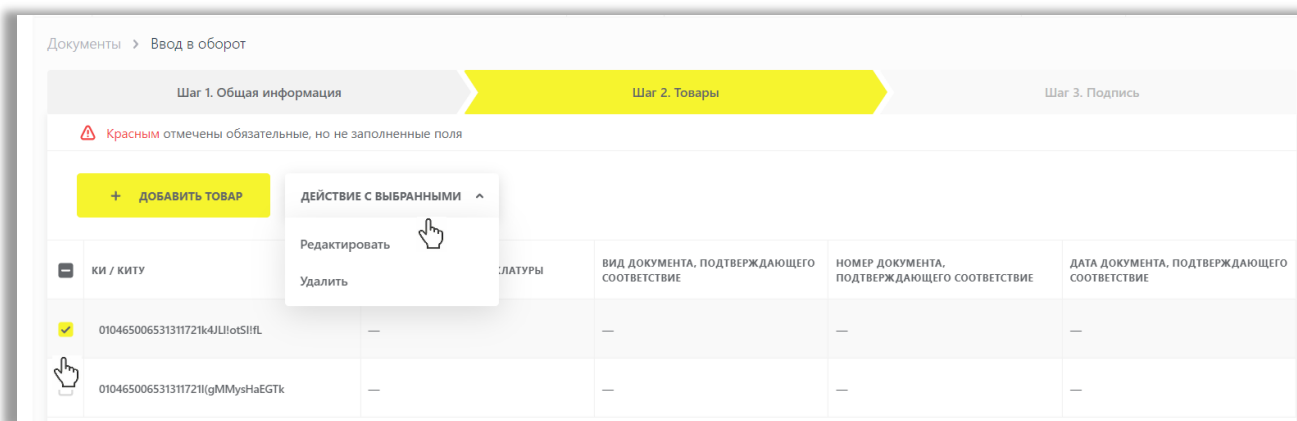 Документы > Ввод в оборот
Шаг 1. Общая информация
Шаг 2. Товары
Шаг 3. Подпись
Красным отмечены обязательные, но не заполненные поля
+ ДОБАВИТЬ ТОВАР
ДЕЙСТВИЕ С ВЫБРАННЫМИ
Редактировать
Удалить
КИ / КИТУ
КЛАТУРЫ
ВИД ДОКУМЕНТА, ПОДТВЕРЖДАЮЩЕГО
СООТВЕТСТВИЕ
НОМЕР ДОКУМЕНТА,
ПОДТВЕРЖДАЮЩЕГО СООТВЕТСТВИЕ
ДАТА ДОКУМЕНТА, ПОДТВЕРЖДАЮЩЕГО
СООТВЕТСТВИЕ
010465006531311721k4JLI!otSI!fL — — — —
010465006531311721I(gMMysHaEGTk — — — —